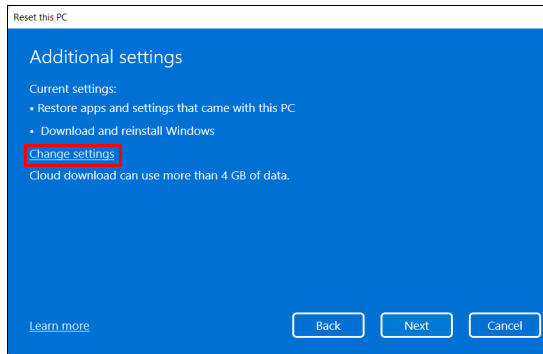 Reset this PC
Additional settings
Current settings:
• Restore apps and settings that came with this PC
• Download and reinstall Windows
Change settings
Cloud download can use more than 4 GB of data.
Learn more
Back
Next
Cancel